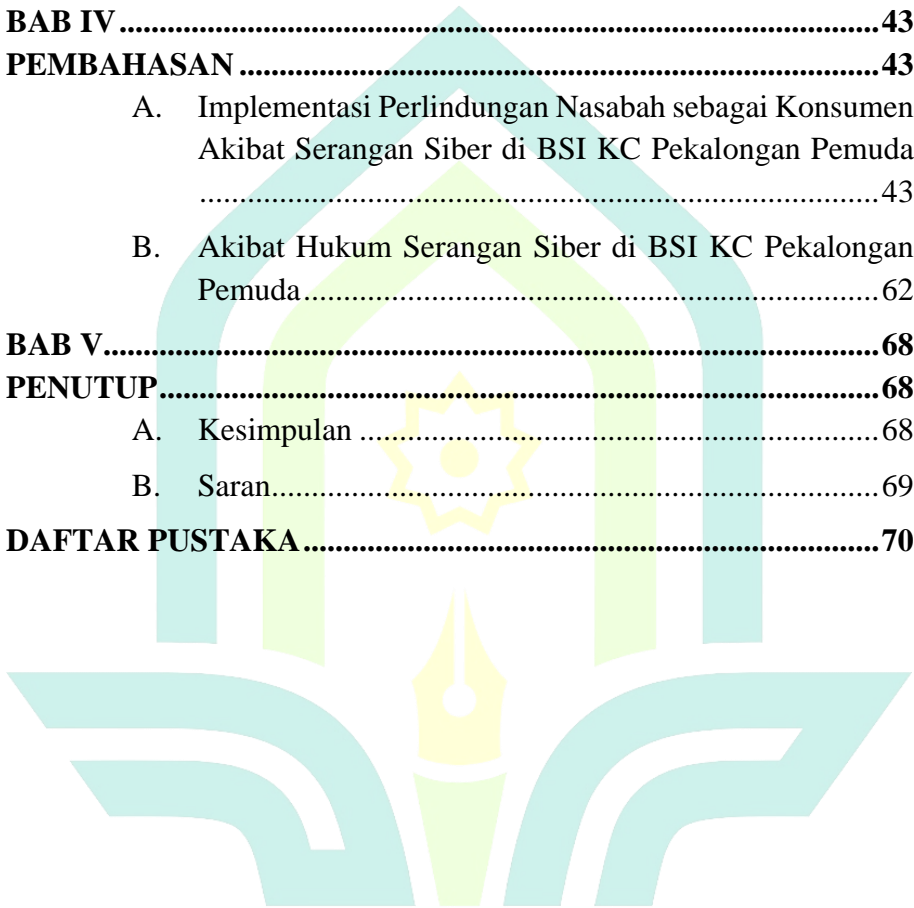 BAB IV........................................................................................................43
PEMBAHASAN........................................................................................43
A. Implementasi Perlindungan Nasabah sebagai Konsumen
Akibat Serangan Siber di BSI KC Pekalongan Pemuda
.....................................................................................43
B. Akibat Hukum Serangan Siber di BSI KC Pekalongan
Pemuda........................................................................62
BAB V.........................................................................................................68
PENUTUP..................................................................................................68
A. Kesimpulan .................................................................68
B. Saran............................................................................69
DAFTAR PUSTAKA................................................................................70